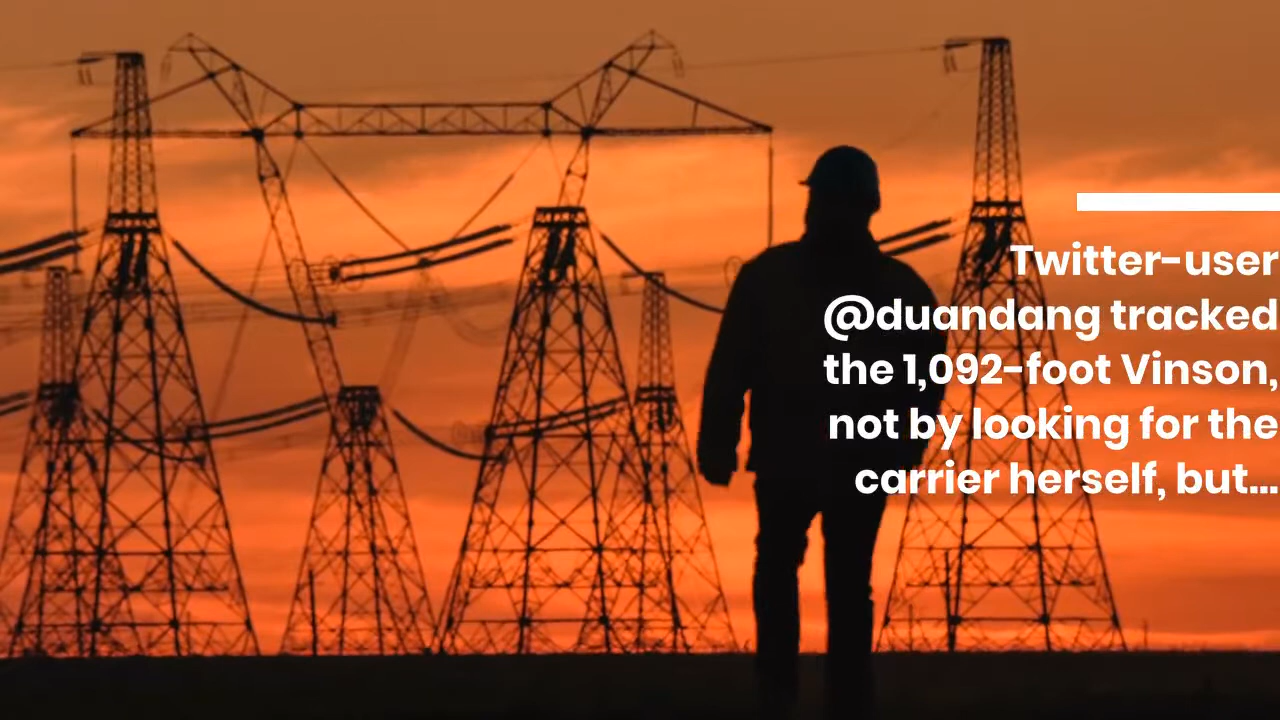 Twitter-user
@duandang tracked
the 1,092-foot Vinson,
not by looking for the
carrier herself, but...